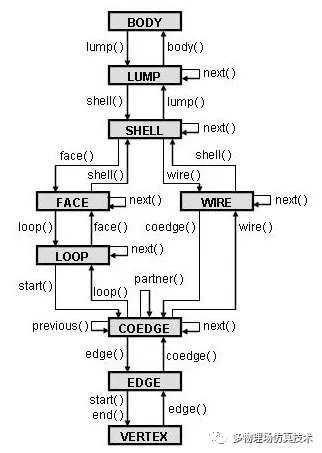 BODY
lump() body()
LUMP next()
shell() lump()
SHELL next()
face() shell()
shell() wire()
FACE next() WIRE next()
loop() face() coedge() wire()
LOOP next()
start() loop() partner()
previous() COEDGE next()
edge() coedge()
EDGE
start()
end() edge()
VERTEX
多物理场仿真技术